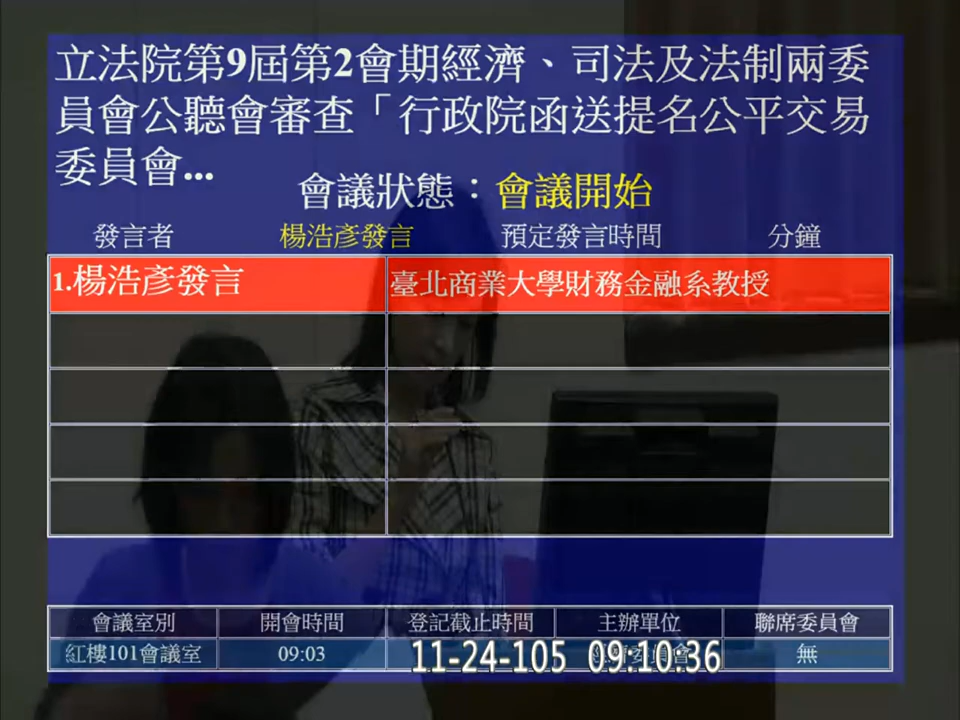 立法院第9屆第2會期經濟、司法及法制兩委
員會公聽會審查「行政院函送提名公平交易
委員會...
會議狀態：會議開始
發言者 楊浩彥發言 預定發言時間 分鐘
1.楊浩彥發言 臺北商業大學財務金融系教授
會議室別 開會時間 登記截止時間 主辦單位 聯席委員會
紅樓101會議室 09:03 無
11-24-105 09:10:36